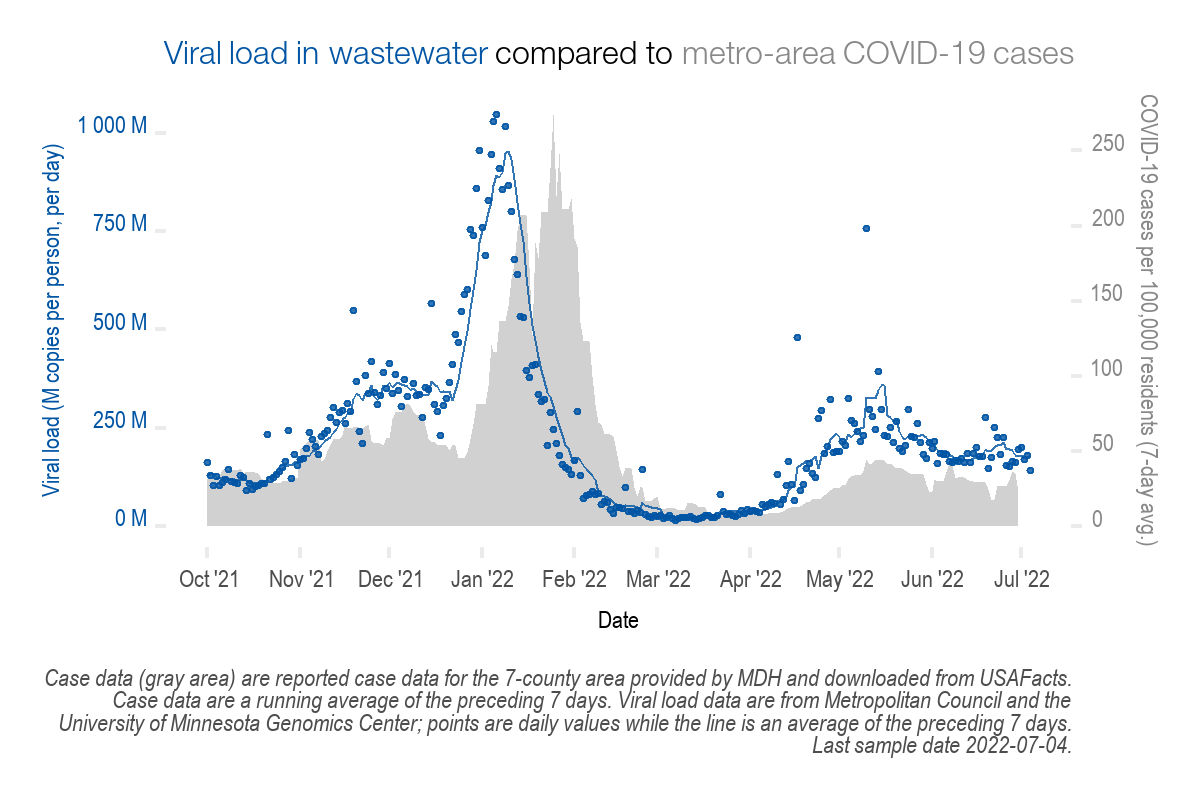 Viral load in wastewater compared to metro-area COVID-19 cases
Viral load (M copies per person, per day)
1 000 M
750 M
500 M
250 M
0 M
250
200
150
100
50
0
COVID-19 cases per 100,000 residents (7-day avg.)
Oct '21
Nov '21
Dec '21
Jan '22
Feb '22
Mar '22
Apr '22
May '22
Jun '22
Jul '22
Date
Case data (gray area) are reported case data for the 7-county area provided by MDH and downloaded from USAFacts.
Case data are a running average of the preceding 7 days. Viral load data are from Metropolitan Council and the
University of Minnesota Genomics Center; points are daily values while the line is an average of the preceding 7 days.
Last sample date 2022-07-04.